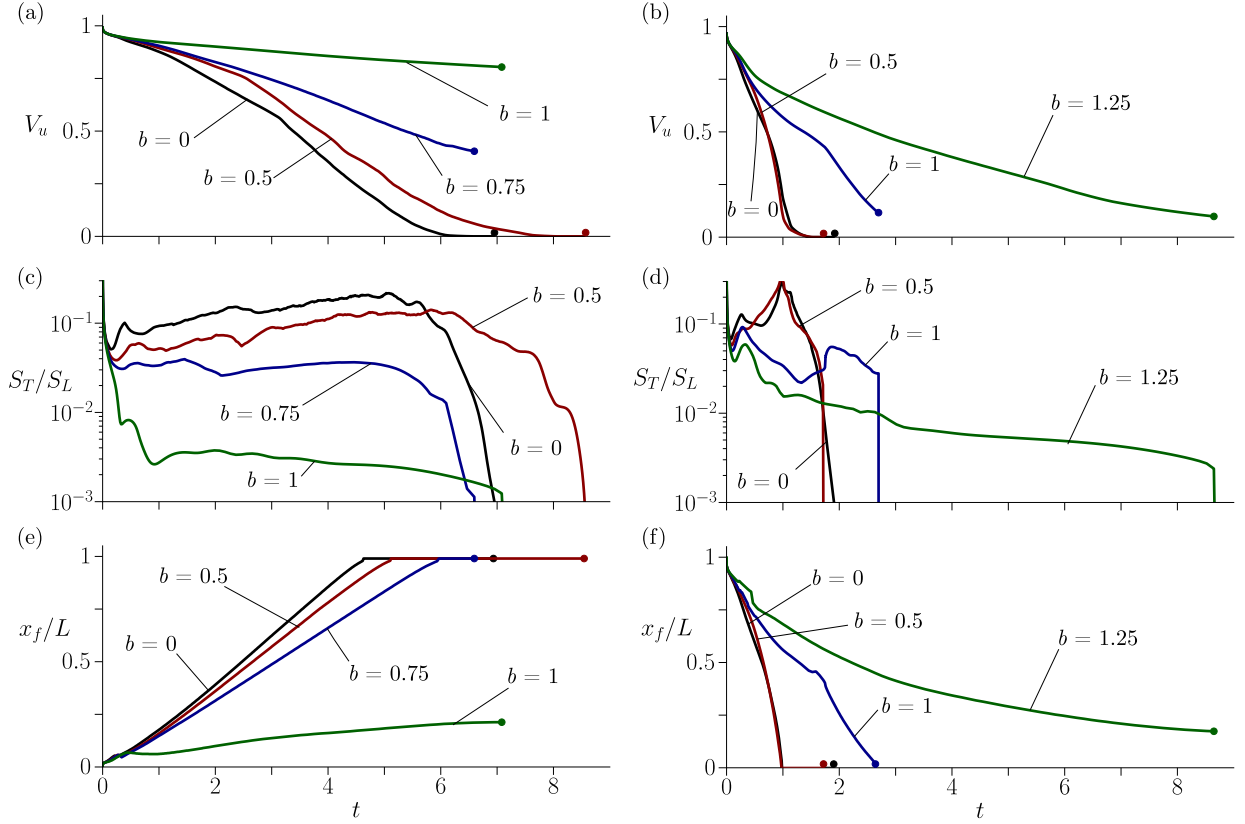 (a)
1
V_u 0.5
0
b = 0
b = 0.5
b = 0.75
b = 1
(b)
1
V_u 0.5
0
b = 0.5
b = 1.25
b = 1
b = 0
(c)
10^{-1}
S_T/S_L
10^{-2}
10^{-3}
b = 0.5
b = 0.75
b = 0
b = 1
(d)
10^{-1}
S_T/S_L
10^{-2}
10^{-3}
b = 0.5
b = 1
b = 1.25
b = 0
(e)
1
x_f/L
0.5
0
b = 0.5
b = 0
b = 0.75
b = 1
0 2 4 6 8
t
(f)
1
x_f/L
0.5
0
b = 0
b = 0.5
b = 1.25
b = 1
0 2 4 6 8
t